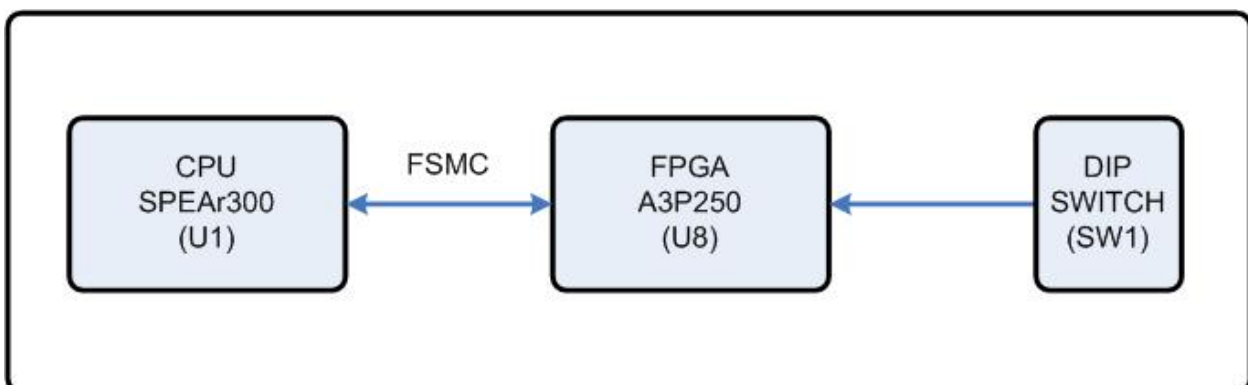 CPU
SPEAr300
(U1)
FSMC
FPGA
A3P250
(U8)
DIP
SWITCH
(SW1)